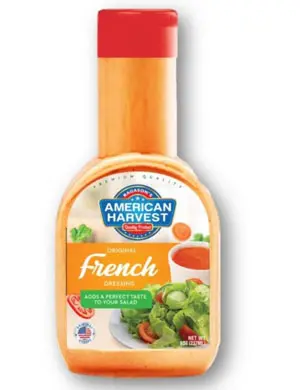 PREMIUM QUALITY
BAGASON'S
AMERICAN
HARVEST
Quality Product
ORIGINAL
French
DRESSING
ADDS A PERFECT TASTE
TO YOUR SALAD
NET WT